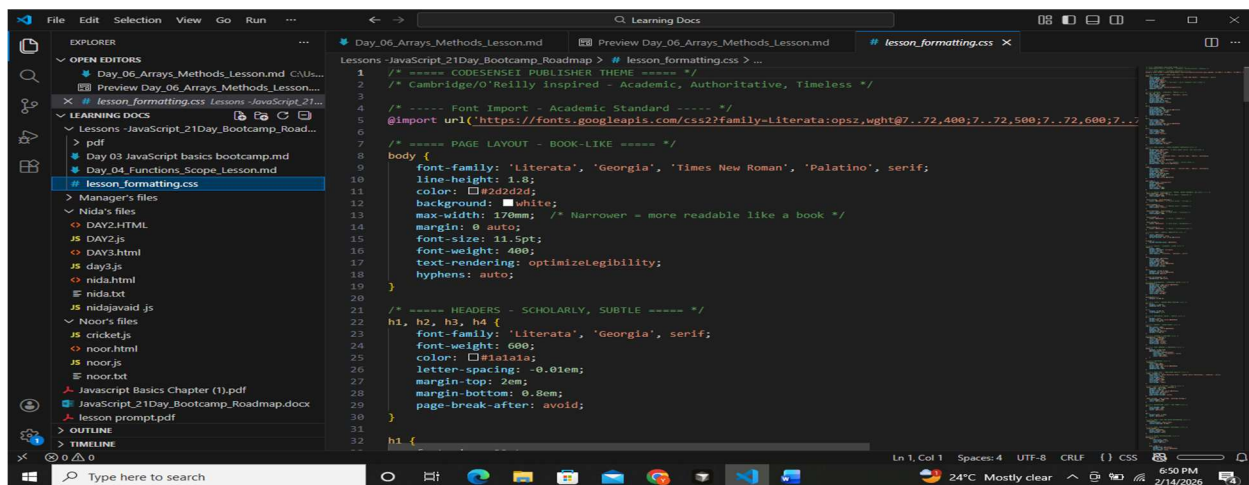 File Edit Selection View Go Run ··· Learning Docs
EXPLORER ···
OPEN EDITORS
Day_06_Arrays_Methods_Lesson.md C:\Us...
Preview Day_06_Arrays_Methods_Lesson.md
# lesson_formatting.css Lessons -JavaScript_21...
LEARNING DOCS
Lessons -JavaScript_21Day_Bootcamp_Road...
pdf
Day 03 JavaScript basics bootcamp.md
Day_04_Functions_Scope_Lesson.md
# lesson_formatting.css
Manager's files
Nida's files
<> DAY2.HTML
JS DAY2.js
<> DAY3.html
JS day3.js
<> nida.html
nida.txt
JS nidajavaid .js
Noor's files
JS cricket.js
<> noor.html
JS noor.js
noor.txt
Javascript Basics Chapter (1).pdf
JavaScript_21Day_Bootcamp_Roadmap.docx
lesson prompt.pdf
OUTLINE
TIMELINE
Day_06_Arrays_Methods_Lesson.md Preview Day_06_Arrays_Methods_Lesson.md # lesson_formatting.css
Lessons -JavaScript_21Day_Bootcamp_Roadmap > # lesson_formatting.css > ...
1 /* ===== CODESENSEI PUBLISHER THEME ===== */
2 /* Cambridge/O'Reilly inspired - Academic, Authoritative, Timeless */
3
4 /* ----- Font Import - Academic Standard ----- */
5 @import url('https://fonts.googleapis.com/css2?family=Literata:opsz,wght@7..72,400;7..72,500;7..72,600;7..7
6
7 /* ===== PAGE LAYOUT - BOOK-LIKE ===== */
8 body {
9 font-family: 'Literata', 'Georgia', 'Times New Roman', 'Palatino', serif;
10 line-height: 1.8;
11 color: #2d2d2d;
12 background: white;
13 max-width: 170mm; /* Narrower = more readable like a book */
14 margin: 0 auto;
15 font-size: 11.5pt;
16 font-weight: 400;
17 text-rendering: optimizeLegibility;
18 hyphens: auto;
19 }
20
21 /* ===== HEADERS - SCHOLARLY, SUBTLE ===== */
22 h1, h2, h3, h4 {
23 font-family: 'Literata', 'Georgia', serif;
24 font-weight: 600;
25 color: #1a1a1a;
26 letter-spacing: -0.01em;
27 margin-top: 2em;
28 margin-bottom: 0.8em;
29 page-break-after: avoid;
30 }
31
32 h1 {
0 0 Ln 1, Col 1 Spaces: 4 UTF-8 CRLF {} CSS
Type here to search 24°C Mostly clear 6:50 PM
2/14/2026